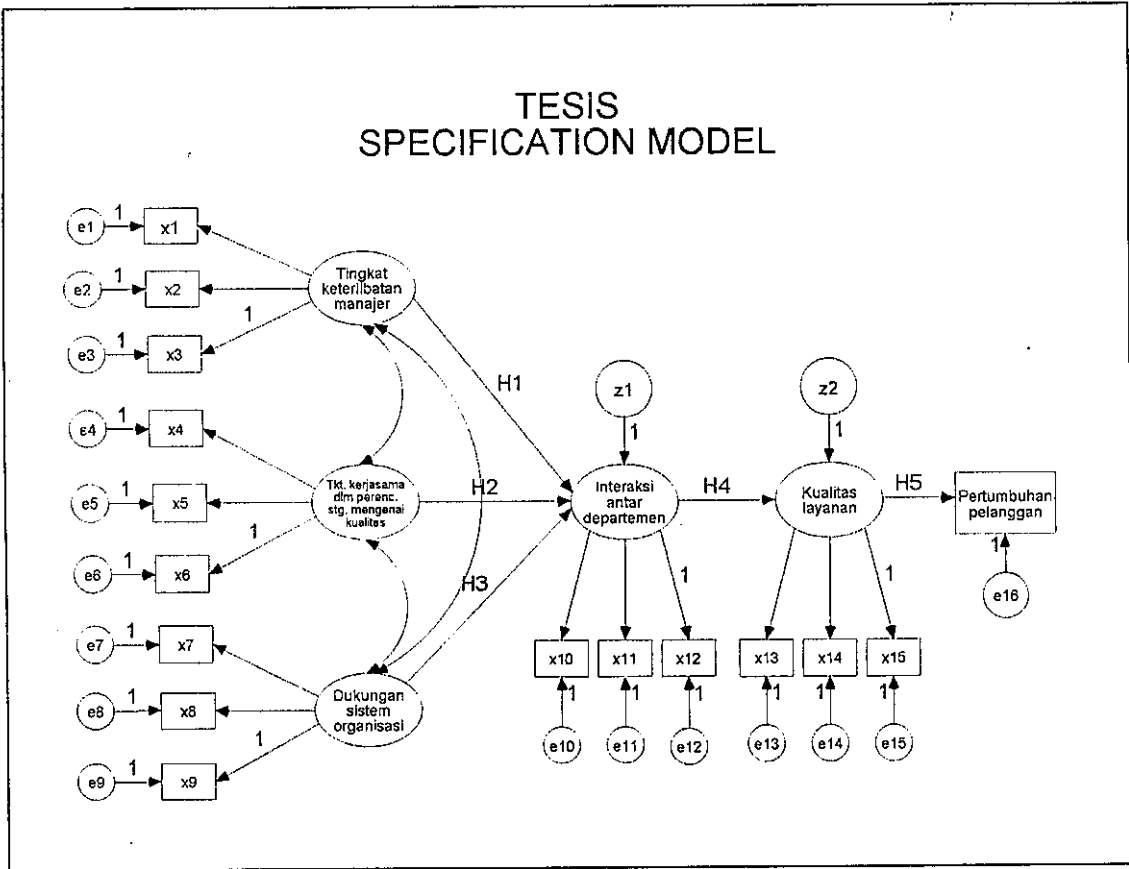 TESIS
SPECIFICATION MODEL
e1 1 x1
e2 1 x2
e3 1 x3
1
Tingkat
keterlibatan
manajer
e4 1 x4
e5 1 x5
e6 1 x6
1
Tkt. kerjasama
dlm perenc.
stg. mengenai
kualitas
e7 1 x7
e8 1 x8
e9 1 x9
1
Dukungan
sistem
organisasi
H1
H2
H3
z1
1
Interaksi
antar
departemen
H4
z2
1
Kualitas
layanan
H5
Pertumbuhan
pelanggan
1
e16
1
1
x10 x11 x12 x13 x14 x15
1 1 1 1 1 1
e10 e11 e12 e13 e14 e15